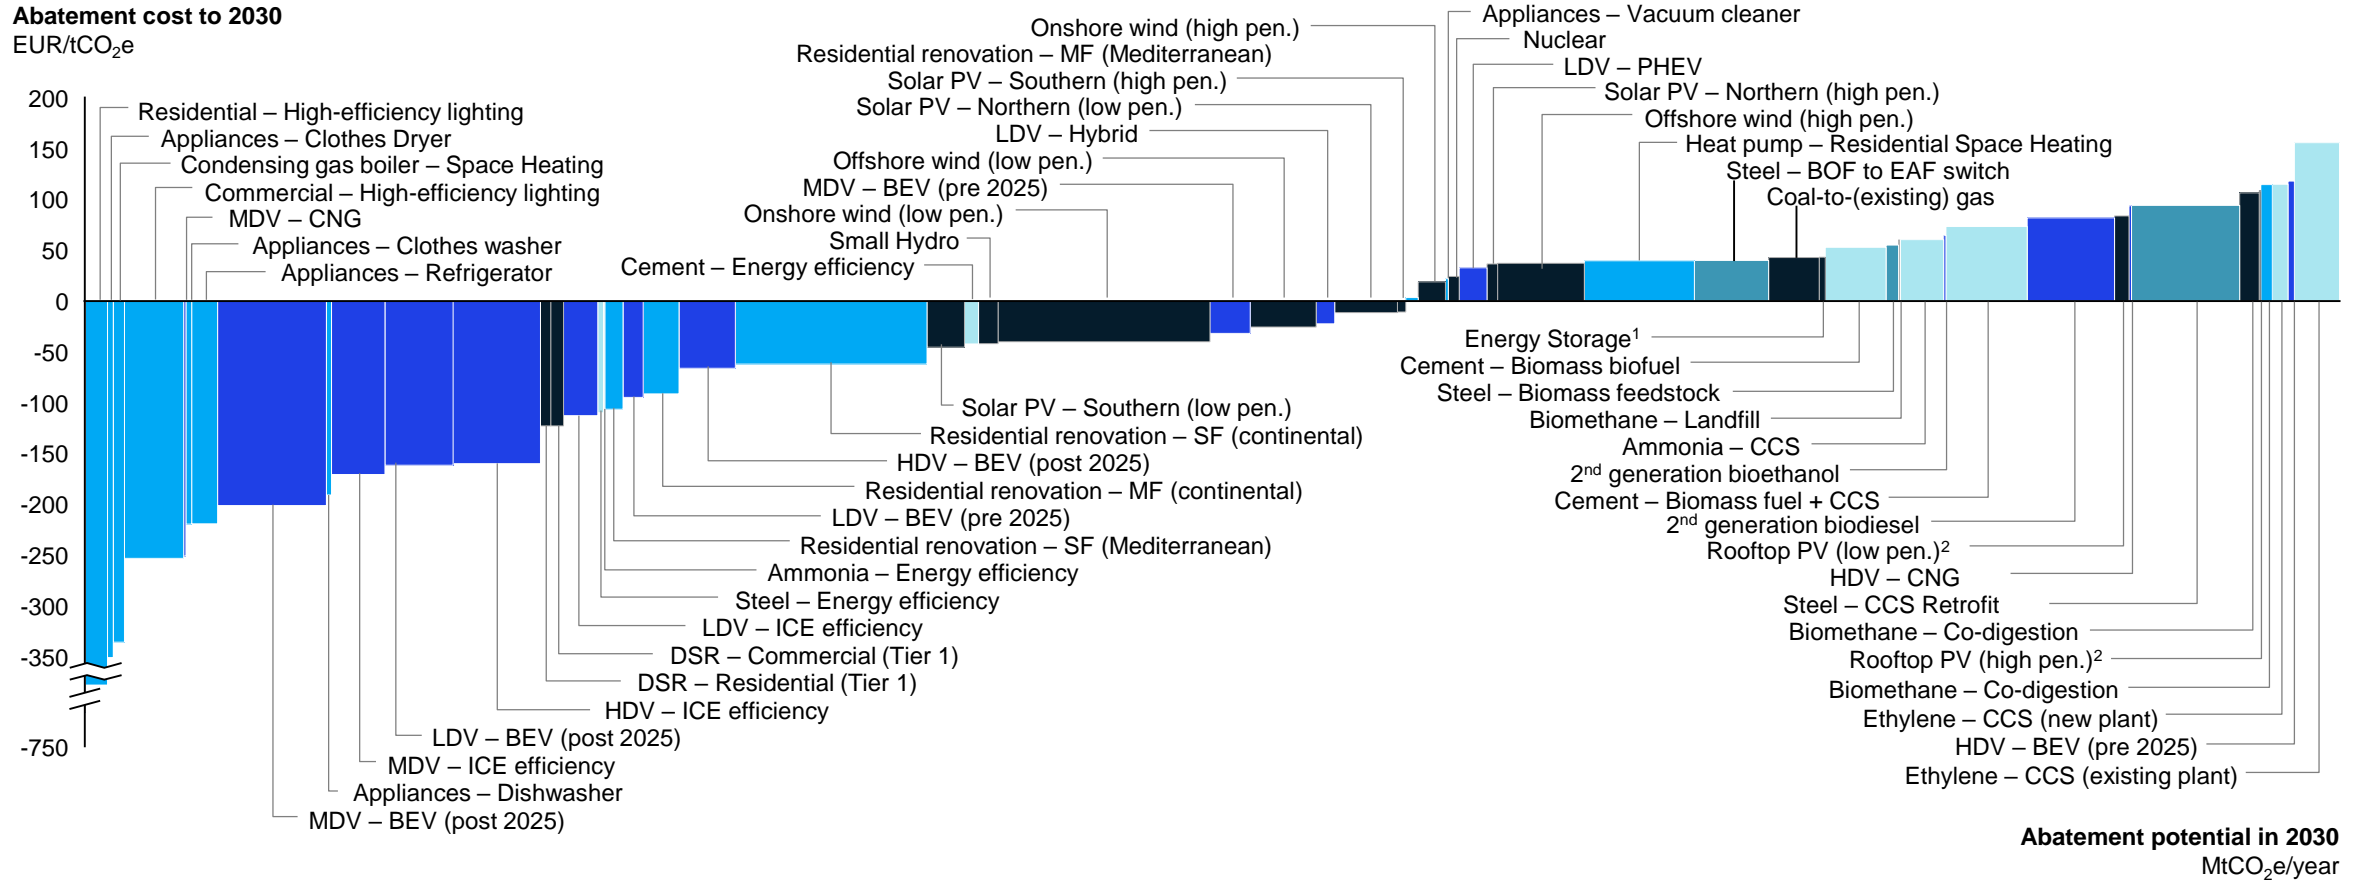 Abatement cost to 2030
EUR/tCO₂e
200
150
100
50
0
-50
-100
-150
-200
-250
-300
-350
-750
Residential – High-efficiency lighting
Appliances – Clothes Dryer
Condensing gas boiler – Space Heating
Commercial – High-efficiency lighting
MDV – CNG
Appliances – Clothes washer
Appliances – Refrigerator
Onshore wind (high pen.)
Residential renovation – MF (Mediterranean)
Solar PV – Southern (high pen.)
Solar PV – Northern (low pen.)
LDV – Hybrid
Offshore wind (low pen.)
MDV – BEV (pre 2025)
Onshore wind (low pen.)
Small Hydro
Cement – Energy efficiency
Appliances – Vacuum cleaner
Nuclear
LDV – PHEV
Solar PV – Northern (high pen.)
Offshore wind (high pen.)
Heat pump – Residential Space Heating
Steel – BOF to EAF switch
Coal-to-(existing) gas
Solar PV – Southern (low pen.)
Residential renovation – SF (continental)
HDV – BEV (post 2025)
Residential renovation – MF (continental)
LDV – BEV (pre 2025)
Residential renovation – SF (Mediterranean)
Ammonia – Energy efficiency
Steel – Energy efficiency
LDV – ICE efficiency
DSR – Commercial (Tier 1)
DSR – Residential (Tier 1)
HDV – ICE efficiency
LDV – BEV (post 2025)
MDV – ICE efficiency
Appliances – Dishwasher
MDV – BEV (post 2025)
Energy Storage¹
Cement – Biomass biofuel
Steel – Biomass feedstock
Biomethane – Landfill
Ammonia – CCS
2ⁿᵈ generation bioethanol
Cement – Biomass fuel + CCS
2ⁿᵈ generation biodiesel
Rooftop PV (low pen.)²
HDV – CNG
Steel – CCS Retrofit
Biomethane – Co-digestion
Rooftop PV (high pen.)²
Biomethane – Co-digestion
Ethylene – CCS (new plant)
HDV – BEV (pre 2025)
Ethylene – CCS (existing plant)
Abatement potential in 2030
MtCO₂e/year